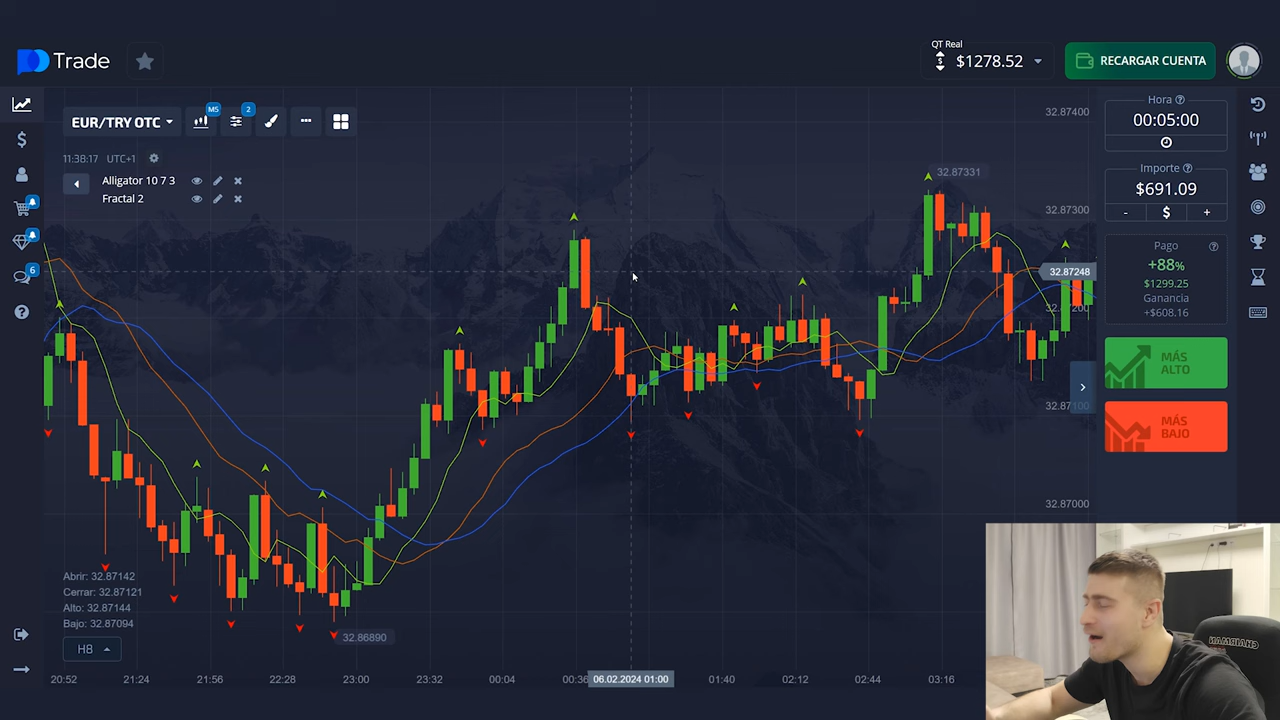 Trade
QT Real
$1278.52
RECARGAR CUENTA
EUR/TRY OTC
M5
2
11:38:17 UTC+1
Alligator 10 7 3
Fractal 2
32.87400
32.87331
32.87300
32.87248
32.87100
32.87000
32.86890
Hora
00:05:00
Importe
$691.09
- $ +
Pago
+88%
$1299.25
Ganancia
+$608.16
MÁS
ALTO
MÁS
BAJO
6
Abrir: 32.87142
Cerrar: 32.87121
Alto: 32.87144
Bajo: 32.87094
H8
20:52 21:24 21:56 22:28 23:00 23:32 00:04 00:36 06.02.2024 01:00 01:40 02:12 02:44 03:16
CHAIRMAN